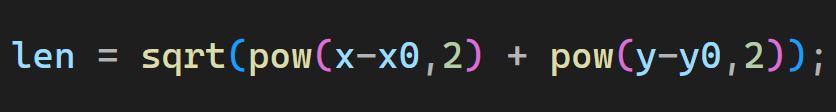 len = sqrt(pow(x-x0,2) + pow(y-y0,2));